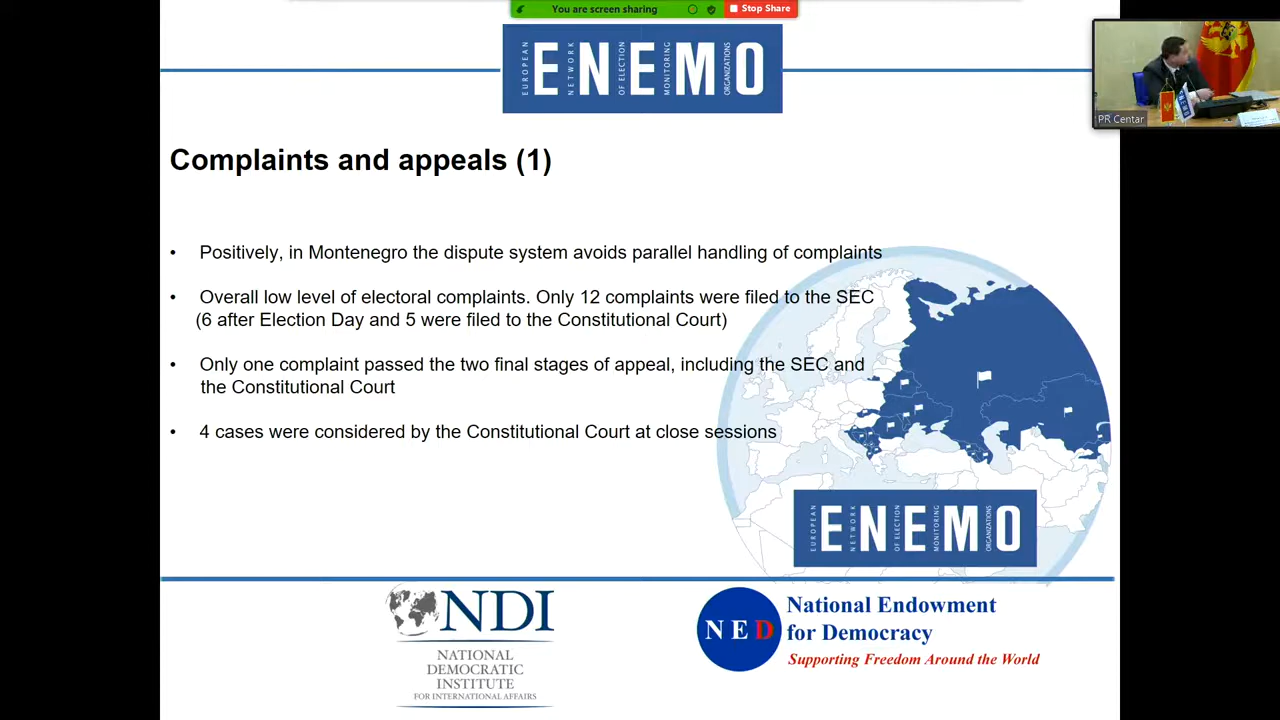 You are screen sharing
Stop Share
EUROPEAN
NETWORK
OF ELECTION
MONITORING
ORGANIZATIONS
ENEMO
PR Centar
Complaints and appeals (1)
• Positively, in Montenegro the dispute system avoids parallel handling of complaints
• Overall low level of electoral complaints. Only 12 complaints were filed to the SEC
(6 after Election Day and 5 were filed to the Constitutional Court)
• Only one complaint passed the two final stages of appeal, including the SEC and
the Constitutional Court
• 4 cases were considered by the Constitutional Court at close sessions
EUROPEAN
NETWORK
OF ELECTION
MONITORING
ORGANIZATIONS
ENEMO
NDI
NATIONAL
DEMOCRATIC
INSTITUTE
FOR INTERNATIONAL AFFAIRS
NED
National Endowment
for Democracy
Supporting Freedom Around the World